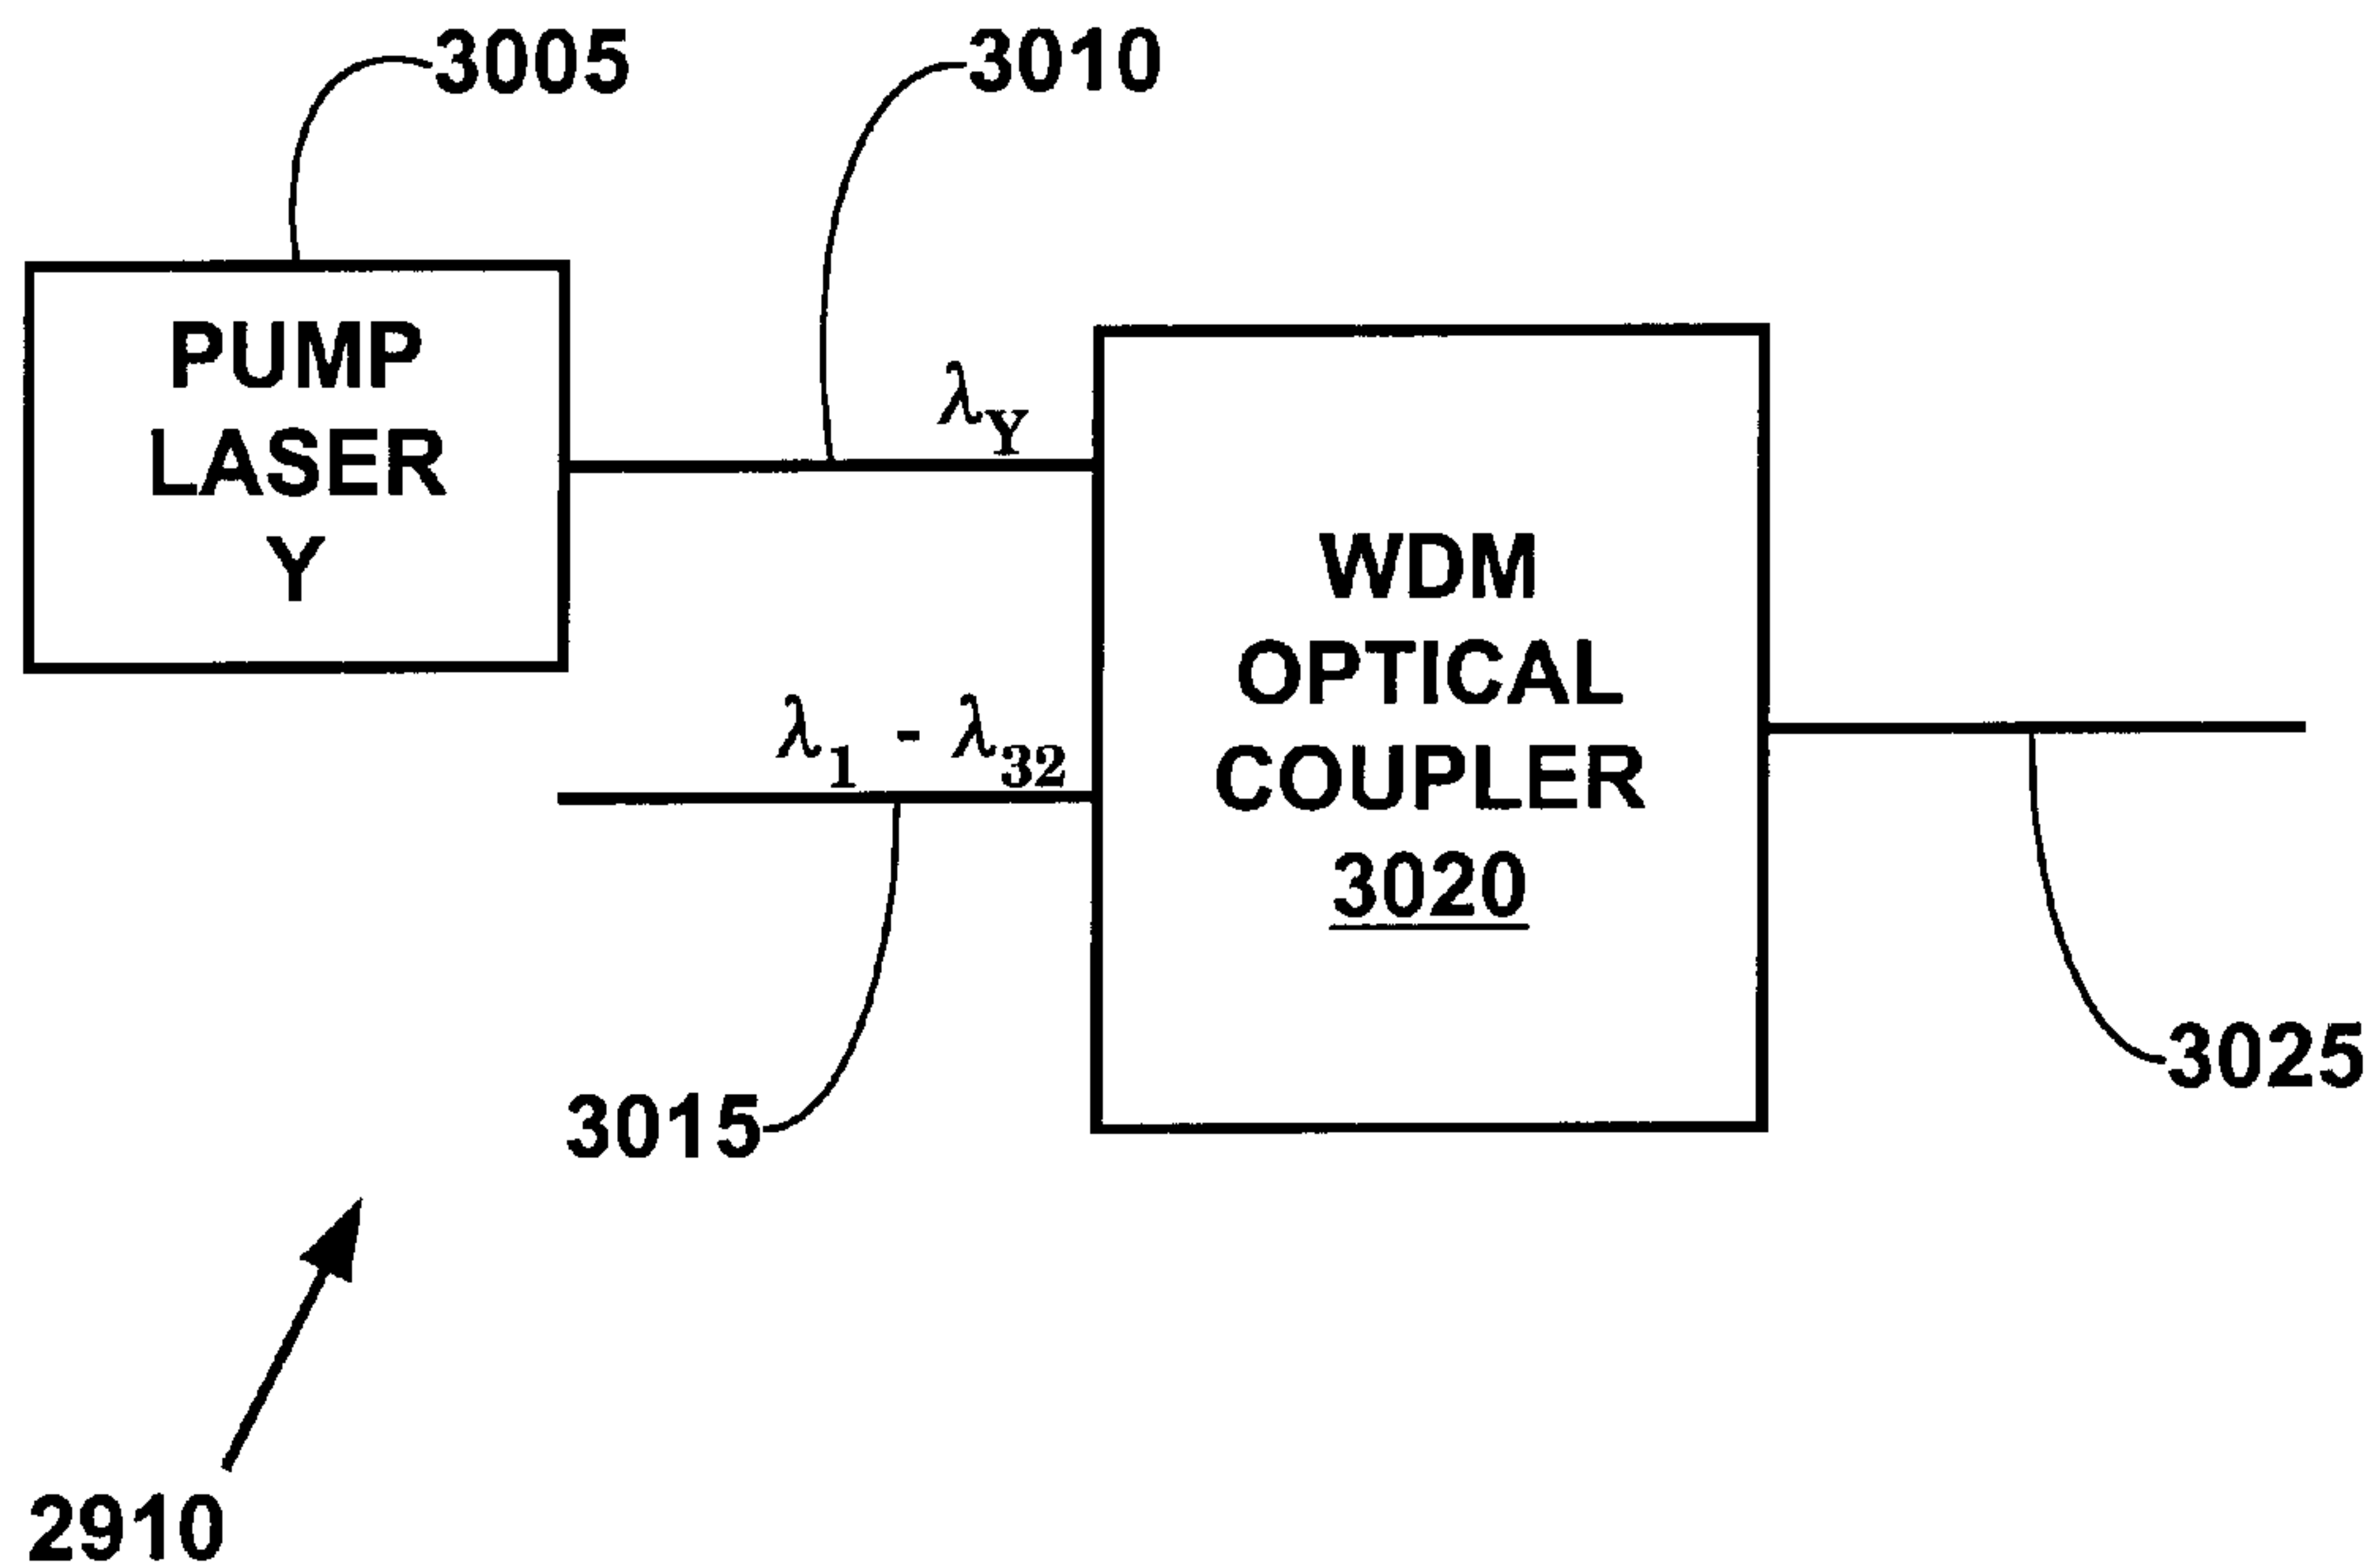 3005
3010
PUMP
LASER
Y
λY
WDM
OPTICAL
COUPLER
3020
λ1 - λ32
3025
3015
2910